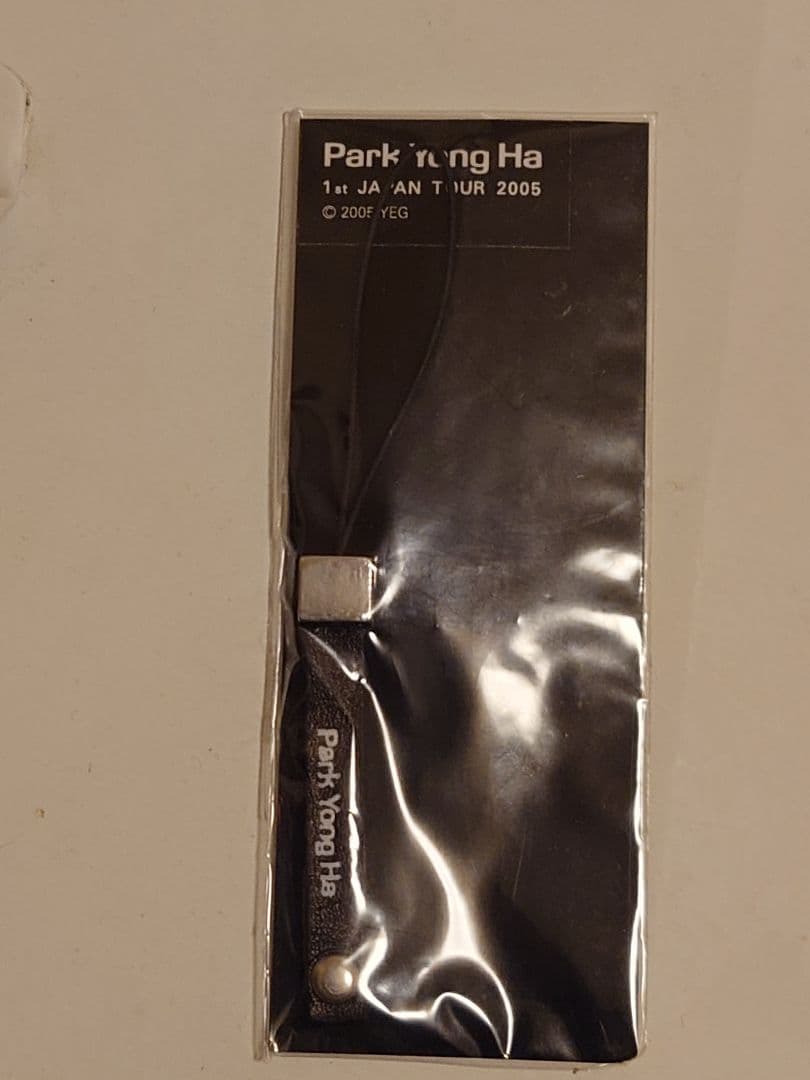 Park Yong Ha
1st JAPAN TOUR 2005
© 2005 YEG
Park Yong Ha